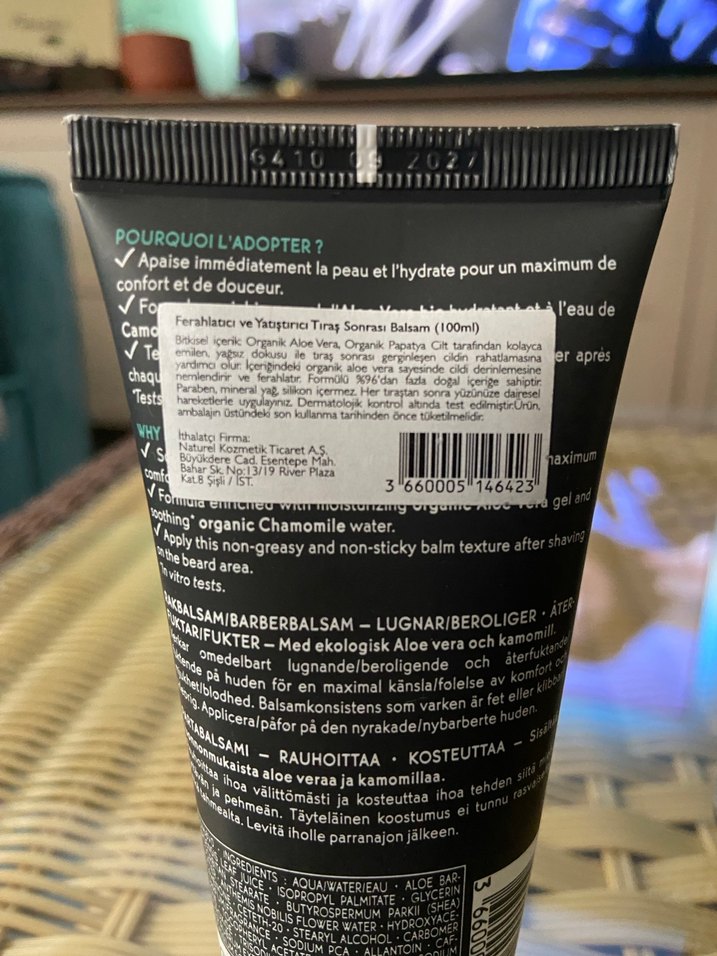 G410 09 2027
POURQUOI L'ADOPTER ?
✓ Apaise immédiatement la peau et l'hydrate pour un maximum de
confort et de douceur.
l'eau de
après
Ferahlatıcı ve Yatıştırıcı Tıraş Sonrası Balsam (100ml)
Bitkisel içerik: Organik Aloe Vera, Organik Papatya Cilt tarafından kolayca
emilen, yağsız dokusu ile tıraş sonrası gerginleşen cildin rahatlamasına
yardımcı olur. İçeriğindeki organik aloe vera sayesinde cildi derinlemesine
nemlendirir ve ferahlatır. Formülü %96'dan fazla doğal içeriğe sahiptir.
Paraben, mineral yağ, silikon içermez. Her tıraştan sonra yüzünüze dairesel
hareketlerle uygulayınız. Dermatolojik kontrol altında test edilmiştir.Ürün,
ambalajın üstündeki son kullanma tarihinden önce tüketilmelidir.
İthalatçı Firma:
Naturel Kozmetik Ticaret A.Ş.
Büyükdere Cad. Esentepe Mah.
Bahar Sk. No:13/19 River Plaza
Kat.8 Şişli / İST.
3 660005 146423
WHY
maximum
✓ Formula enriched with moisturizing organic Aloe vera gel and
soothing* organic Chamomile water.
✓ Apply this non-greasy and non-sticky balm texture after shaving
on the beard area.
In vitro tests.
/BARBERBALSAM – LUGNAR/BEROLIGER • ÅTER-
/FUKTER – Med ekologisk Aloe vera och kamomill.
omedelbart lugnande/beroligende och återfuktande/
på huden för en maximal känsla/følelse av komfort
/blødhed. Balsamkonsistens som varken är fet eller
Applicera/påfør på den nyrakade/nybarberte huden.
– RAUHOITTAA • KOSTEUTTAA –
aloe veraa ja kamomillaa.
ihoa välittömästi ja kosteuttaa ihoa tehden siitä
ja pehmeän. Täyteläinen koostumus ei tunnu
Levitä iholle parranajon jälkeen.
INGREDIENTS : AQUA/WATER/EAU • ALOE BAR-
LEAF JUICE • ISOPROPYL PALMITATE • GLYCERIN
STEARATE • BUTYROSPERMUM PARKII (SHEA)
NOBILIS FLOWER WATER • HYDROXYACE-
CETETH-20 • STEARYL ALCOHOL • CARBOMER
SODIUM PCA • ALLANTOIN • CAF-